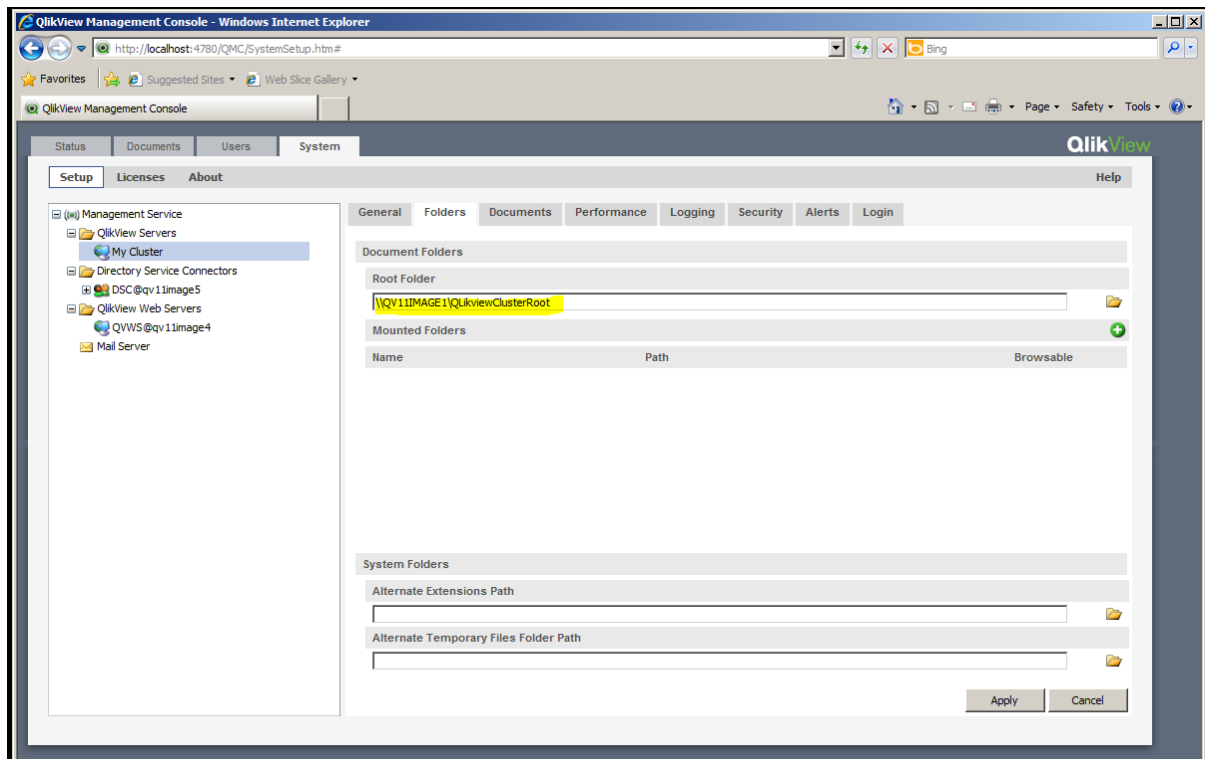 QlikView Management Console - Windows Internet Explorer
http://localhost:4780/QMC/SystemSetup.htm#
Bing
Favorites Suggested Sites Web Slice Gallery
QlikView Management Console
Page Safety Tools
Status Documents Users System
QlikView
Setup Licenses About Help
Management Service
QlikView Servers
My Cluster
Directory Service Connectors
DSC@qv11image5
QlikView Web Servers
QVWS@qv11image4
Mail Server
General Folders Documents Performance Logging Security Alerts Login
Document Folders
Root Folder
\\QV11IMAGE1\QLikviewClusterRoot
Mounted Folders
Name Path Browsable
System Folders
Alternate Extensions Path
Alternate Temporary Files Folder Path
Apply Cancel